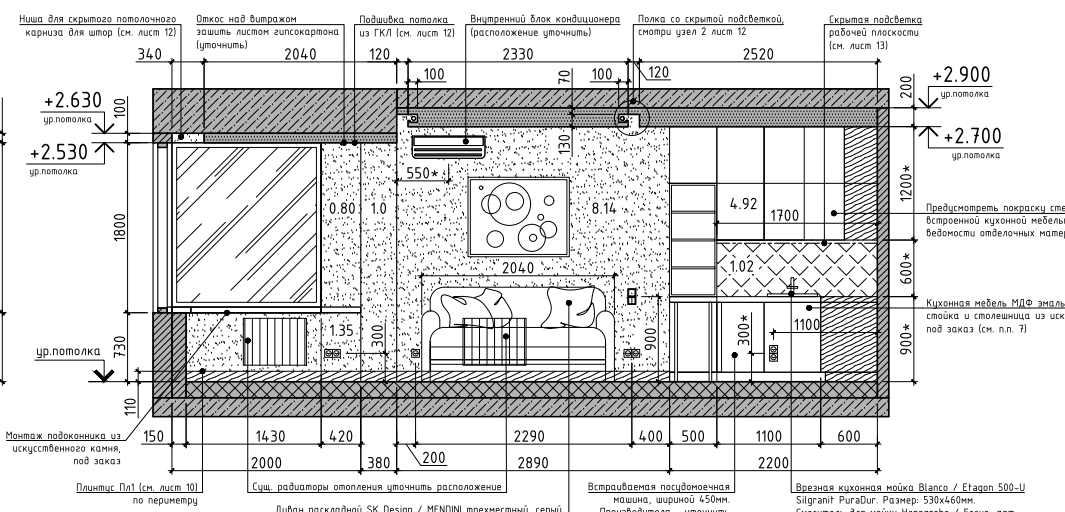 Ниша для скрытого потолочного
карниза для штор (см. лист 12)
Откос над витражом
зашить листом гипсокартона
(уточнить)
Подшивка потолка
из ГКЛ (см. лист 12)
Внутренний блок кондиционера
(расположение уточнить)
Полка со скрытой подсветкой,
смотри узел 2 лист 12
Скрытая подсветка
рабочей плоскости
(см. лист 13)
340 2040 120 2330 2520
100 70 100 120
+2.630 100 200 +2.900
ур.потолка ур.потолка
130
+2.530 +2.700
ур.потолка ur.потолка
550* 1200*
0.80 1.0 8.14 4.92 1700
1800
Предусмотреть покраску
встроенной кухонной
ведомости отделочных
2040 1.02 600*
Кухонная мебель МДФ
стойка и столешница из
под заказ (см. п.п. 7)
1.35 300 900 300* 1100 900*
ур.потолка 730
110
Монтаж подоконника из
искусственного камня,
под заказ
150 1430 420 2290 400 500 1100 600
200
2000 380 2890 2200
Плинтус Пл1 (см. лист 10)
по периметру
Сущ. радиаторы отопления уточнить расположение
Встраиваемая посудомоечная
машина, шириной 450мм.
Врезная кухонная мойка Blanco / Etagon 500-U
Silgranit PuraDur. Размер: 530x460мм.
Диван раскладной SK Design / MENDINI трехместный, серый